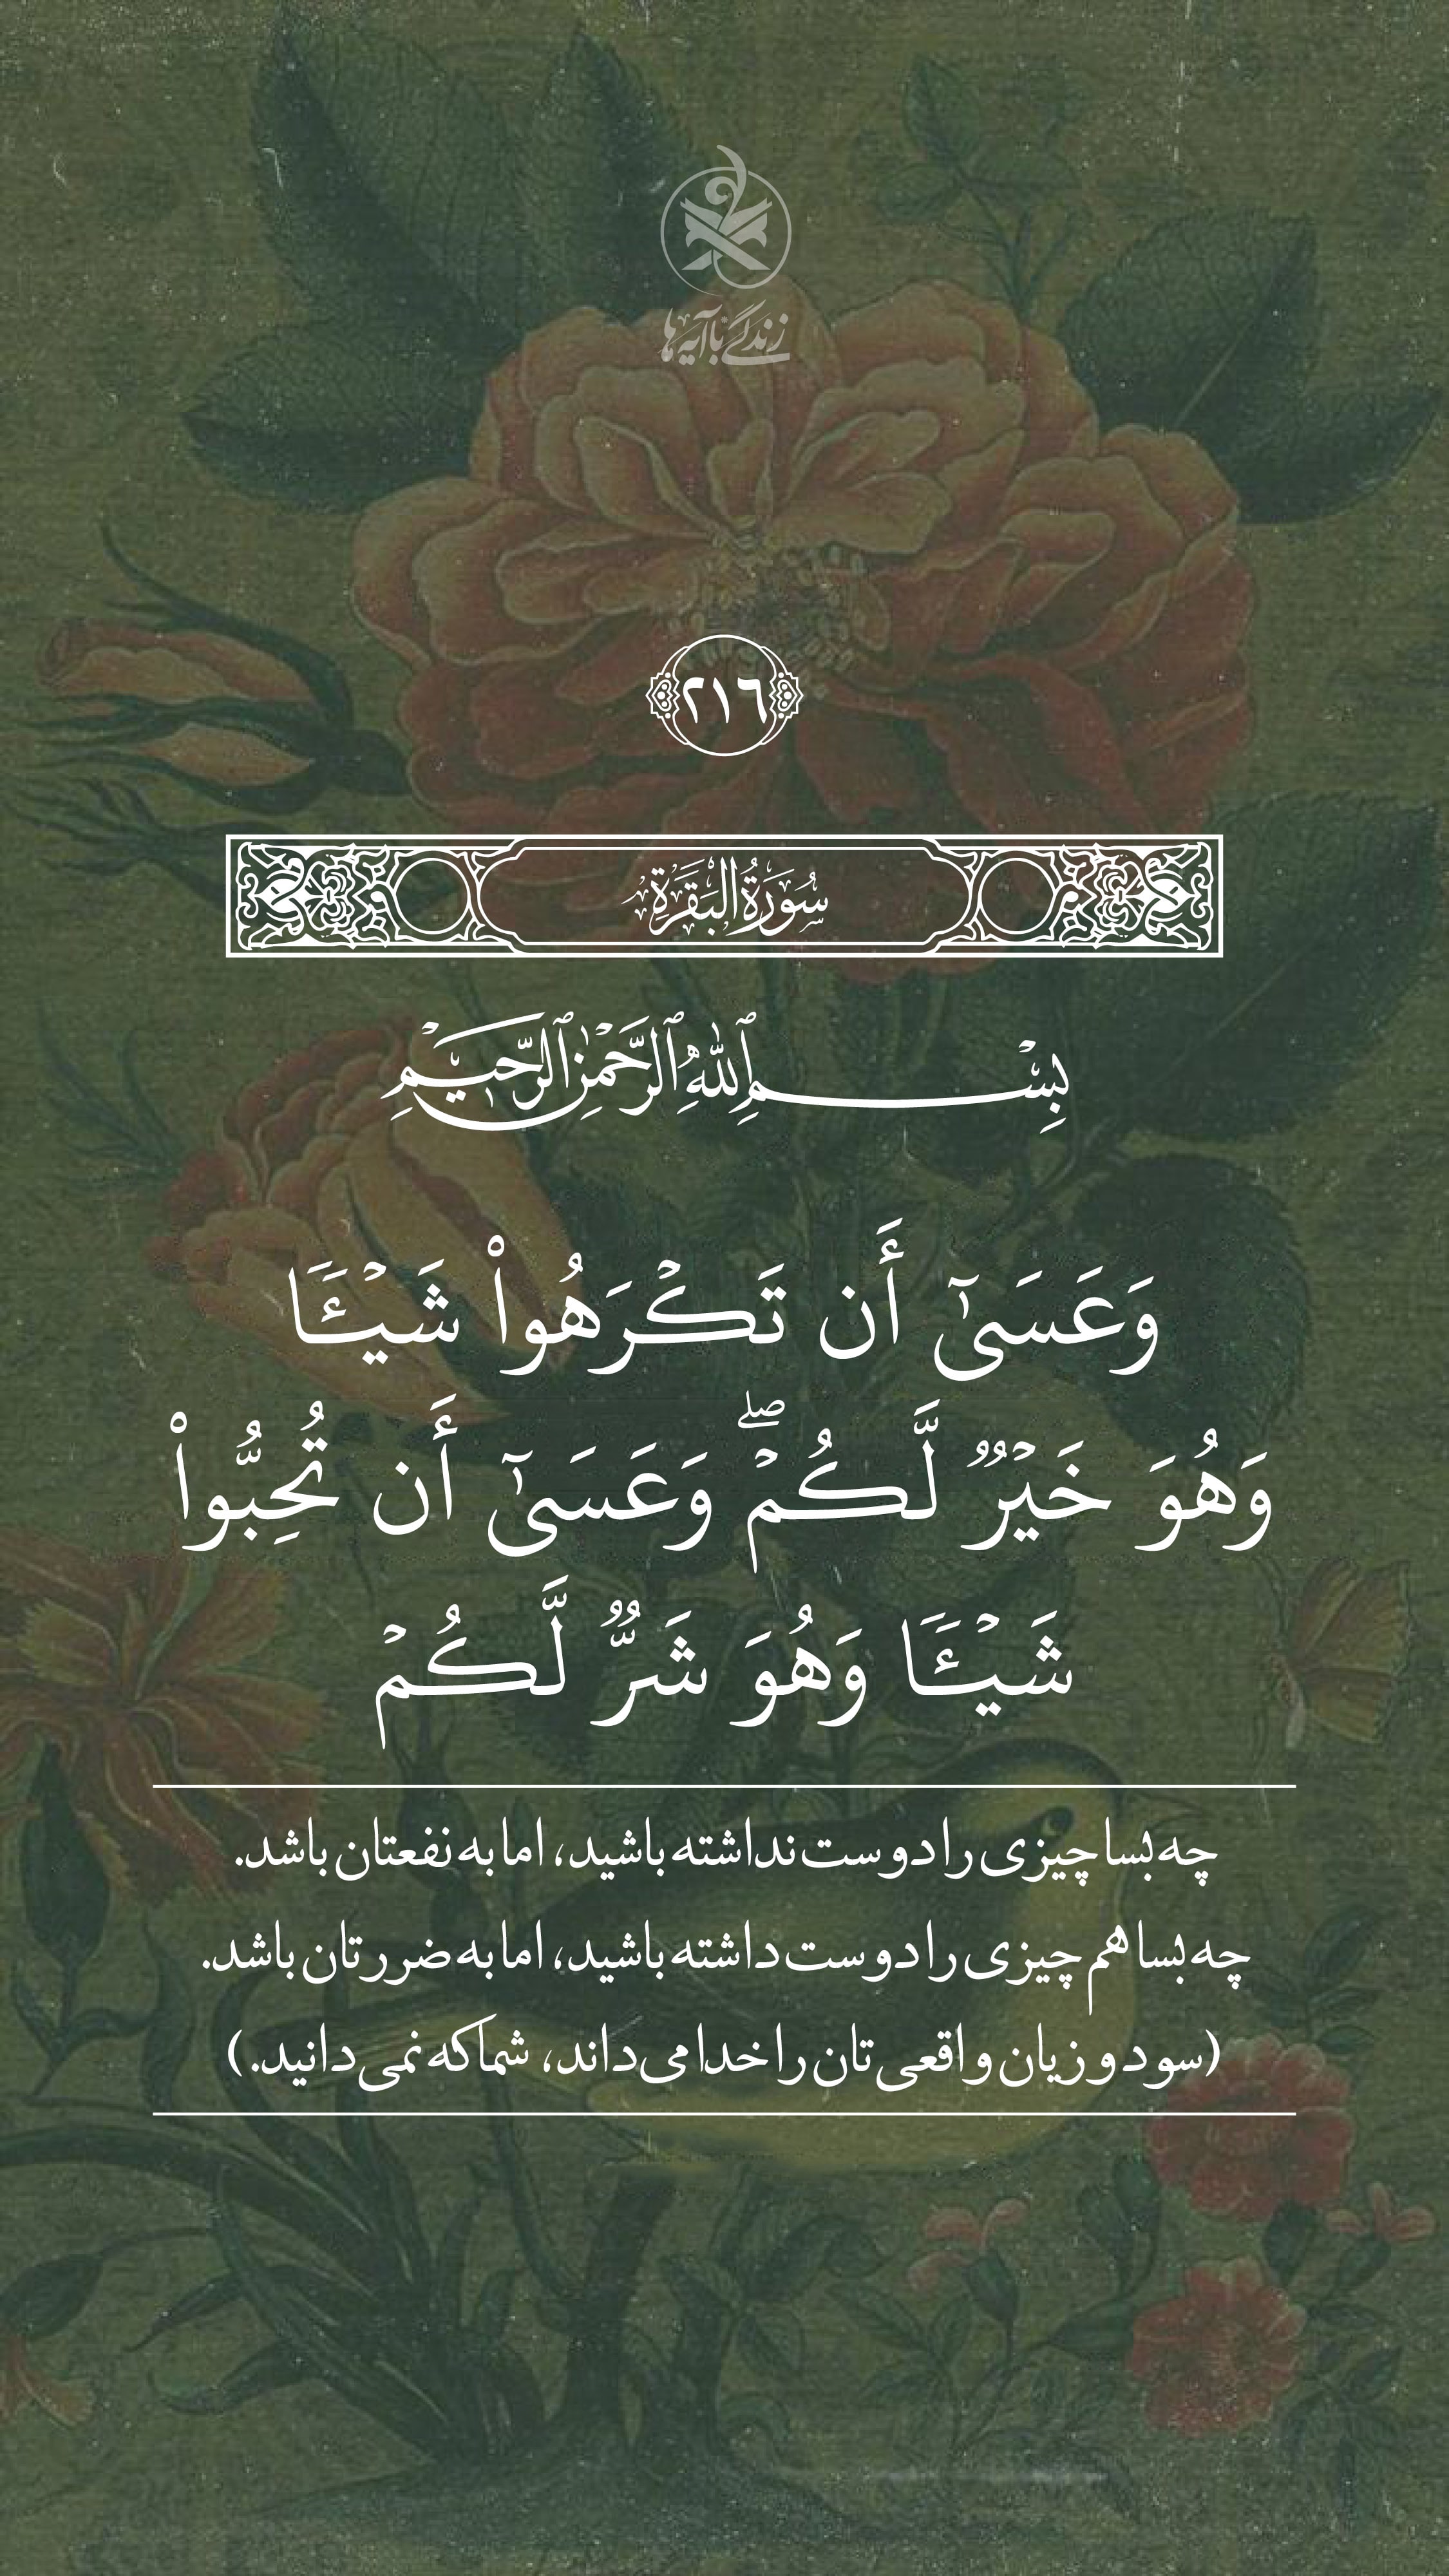 زندگی با آیه‌ها
٢١٦
سُورَةُ البَقَرَةِ
بِسْمِ ٱللَّهِ ٱلرَّحْمَٰنِ ٱلرَّحِيمِ
وَعَسَىٰٓ أَن تَكْرَهُوا۟ شَيْـًٔا
وَهُوَ خَيْرٌ لَّكُمْ ۖ وَعَسَىٰٓ أَن تُحِبُّوا۟
شَيْـًٔا وَهُوَ شَرٌّ لَّكُمْ
چه بسا چیزی را دوست نداشته باشید، اما به نفعتان باشد.
چه بسا هم چیزی را دوست داشته باشید، اما به ضررتان باشد.
(سود و زیان واقعی تان را خدا می داند، شما که نمی دانید.)